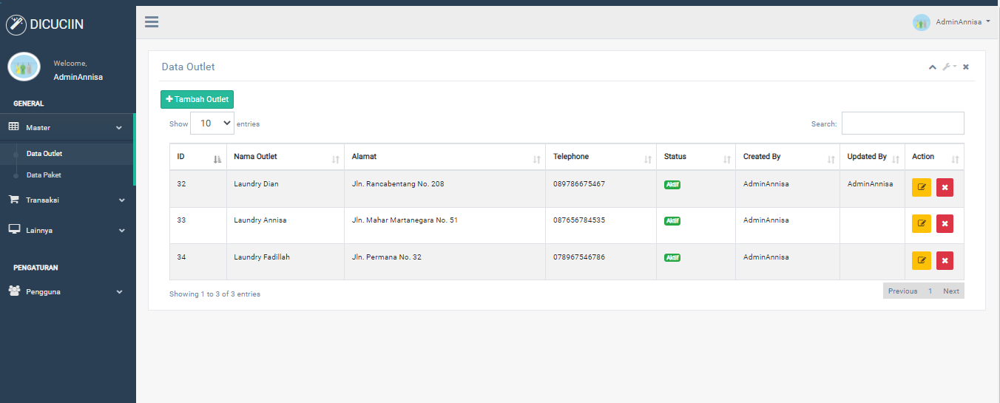 DICUCIIN
AdminAnnisa
Welcome,
AdminAnnisa
GENERAL
Master
Data Outlet
Data Paket
Transaksi
Lainnya
PENGATURAN
Pengguna
Data Outlet
Tambah Outlet
Show 10 entries Search:
ID Nama Outlet Alamat Telephone Status Created By Updated By Action
32 Laundry Dian Jln. Rancabentang No. 208 089786675467 Aktif AdminAnnisa AdminAnnisa
33 Laundry Annisa Jln. Mahar Martanegara No. 51 087656784535 Aktif AdminAnnisa
34 Laundry Fadillah Jln. Permana No. 32 078967546786 Aktif AdminAnnisa
Showing 1 to 3 of 3 entries Previous 1 Next